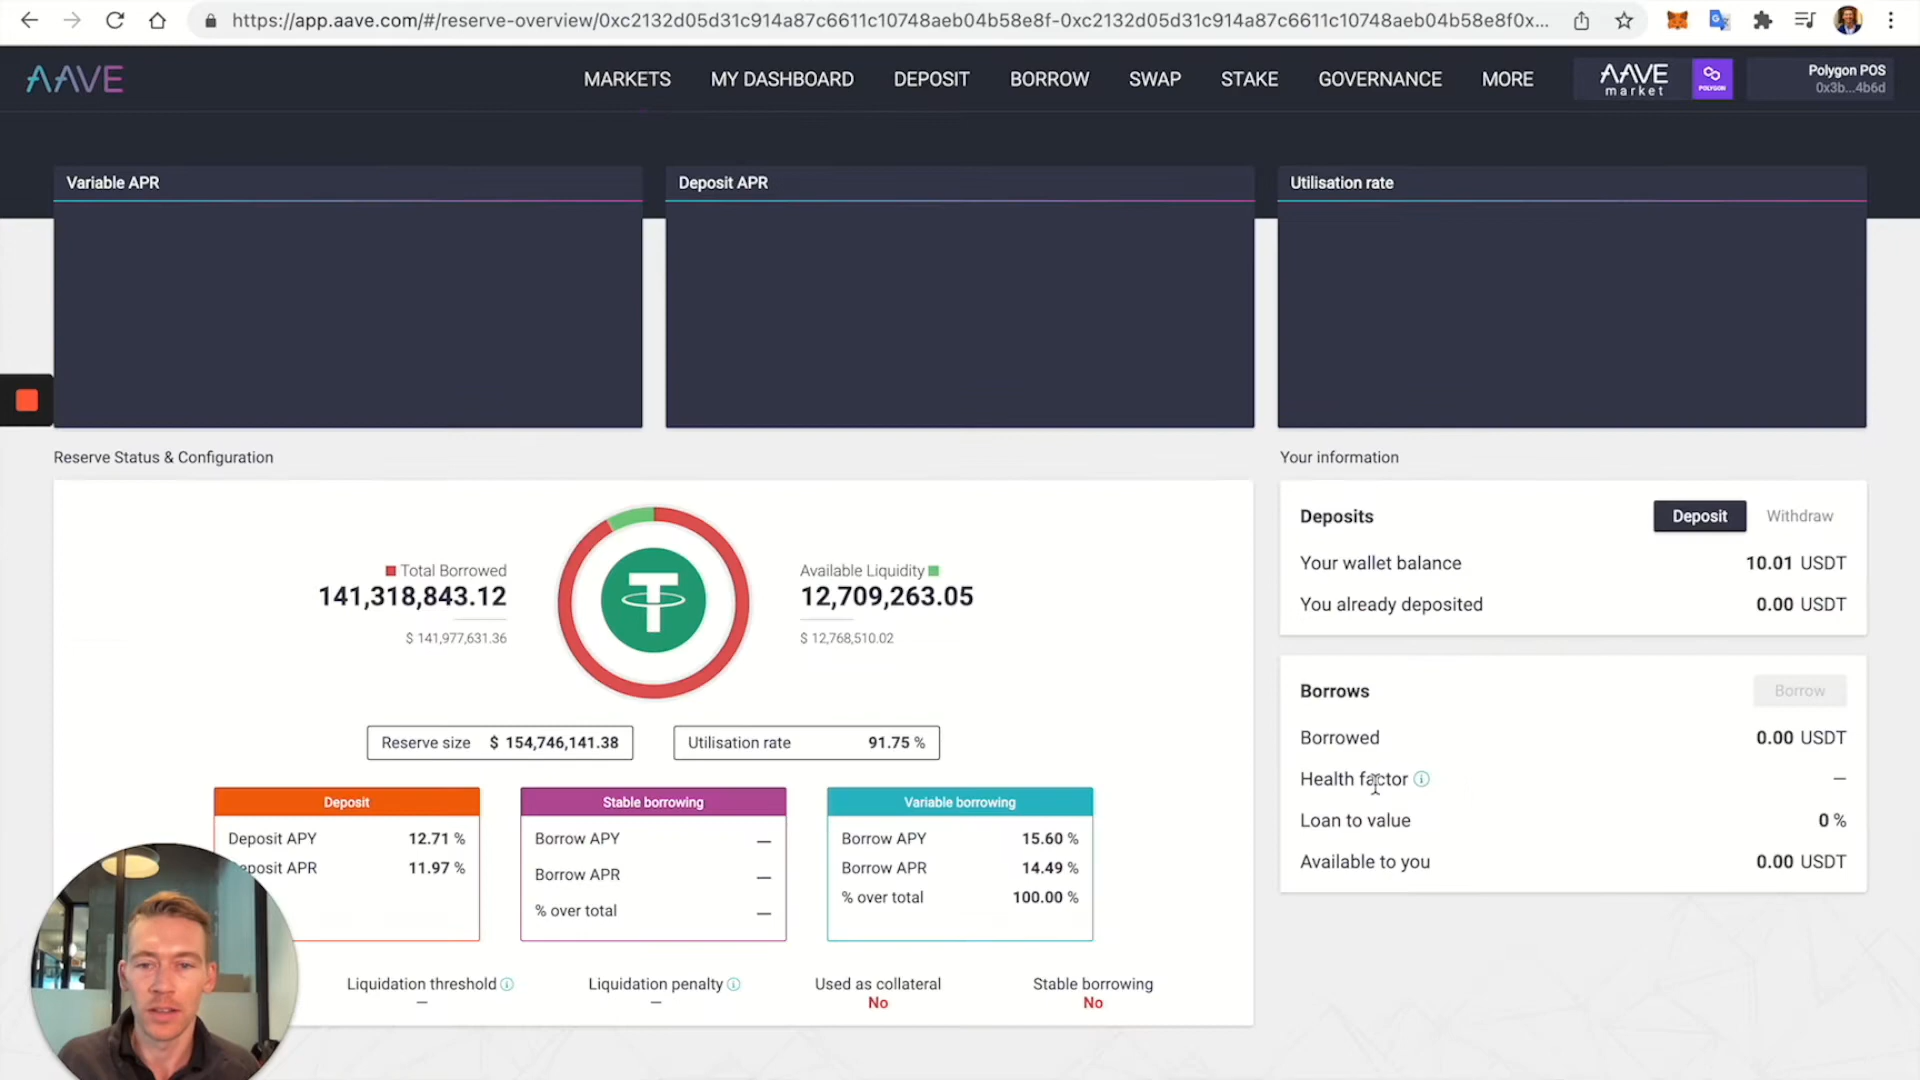 https://app.aave.com/#/reserve-overview/0xc2132d05d31c914a87c6611c10748aeb04b58e8f-0xc2132d05d31c914a87c6611c10748aeb04b58e8f0x...
AAVE
MARKETS MY DASHBOARD DEPOSIT BORROW SWAP STAKE GOVERNANCE MORE
AAVE
market
POLYGON
Polygon POS
0x3b...4b6d
Variable APR
Deposit APR
Utilisation rate
Reserve Status & Configuration
Total Borrowed
141,318,843.12
$ 141,977,631.36
Available Liquidity
12,709,263.05
$ 12,768,510.02
Reserve size $ 154,746,141.38
Utilisation rate 91.75 %
Deposit
Deposit APY 12.71 %
eposit APR 11.97 %
Stable borrowing
Borrow APY —
Borrow APR —
% over total —
Variable borrowing
Borrow APY 15.60 %
Borrow APR 14.49 %
% over total 100.00 %
Liquidation threshold
—
Liquidation penalty
—
Used as collateral
No
Stable borrowing
No
Your information
Deposits Deposit Withdraw
Your wallet balance 10.01 USDT
You already deposited 0.00 USDT
Borrows Borrow
Borrowed 0.00 USDT
Health factor —
Loan to value 0 %
Available to you 0.00 USDT